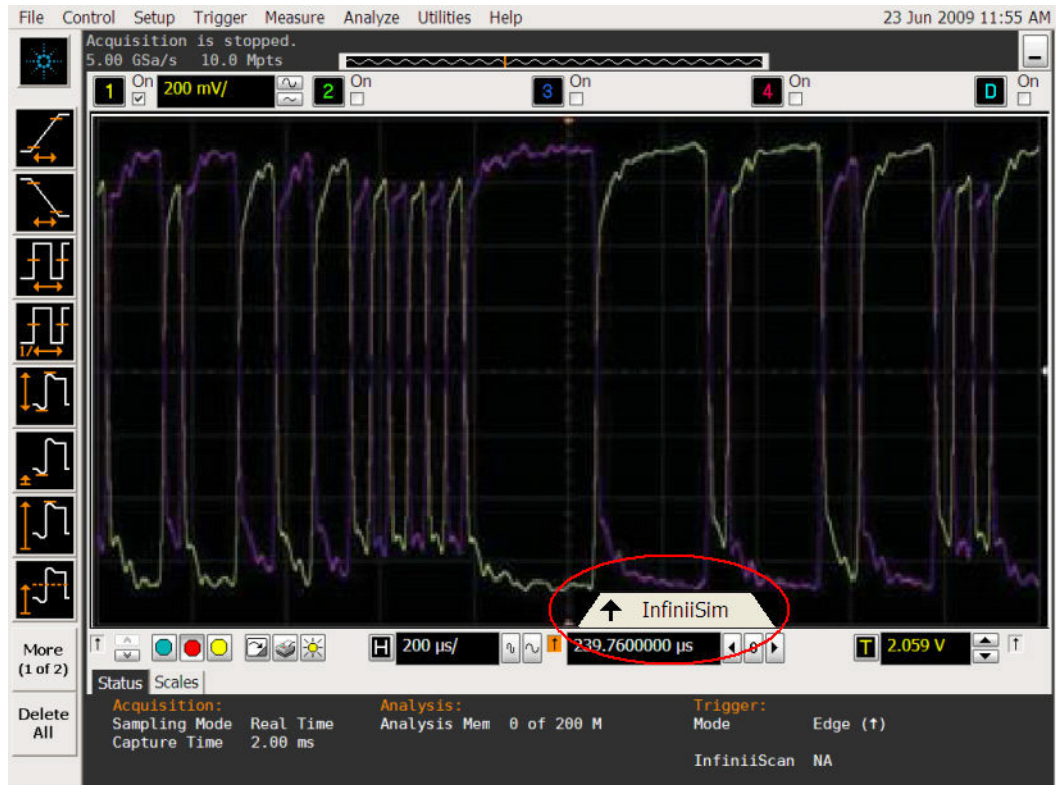 File Control Setup Trigger Measure Analyze Utilities Help 23 Jun 2009 11:55 AM
Acquisition is stopped.
5.00 GSa/s 10.0 Mpts
1 On 200 mV/ 2 On 3 On 4 On D On
1/
InfiniiSim
More
(1 of 2)
H 200 µs/ 239.7600000 µs 0 T 2.059 V
Status Scales
Delete
All
Acquisition: Analysis: Trigger:
Sampling Mode Real Time Analysis Mem 0 of 200 M Mode Edge (↑)
Capture Time 2.00 ms
InfiniiScan NA